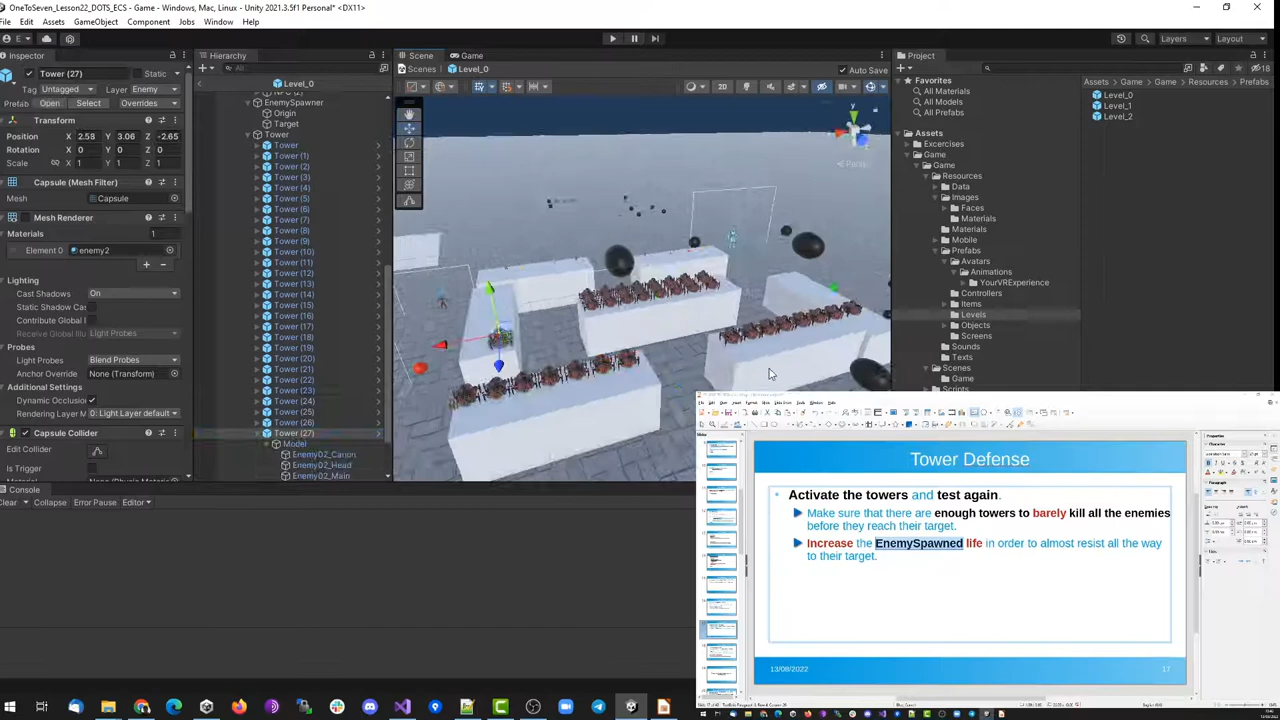 OneToSeven_Lesson22_DOTS_ECS - Game - Windows, Mac, Linux - Unity 2021.3.5f1 Personal* <DX11>
Edit Assets GameObject Component Jobs Window Help
Layers Layout
Inspector
Tower (27) Static
Tag Untagged Layer Enemy
Prefab Open Select Overrides
Transform
Position X 2.58 Y 3.06 Z -2.65
Rotation X 0 Y 0 Z 0
Scale X 1 Y 1 Z 1
Capsule (Mesh Filter)
Mesh Capsule
Mesh Renderer
Materials 1
Element 0 enemy2
Lighting
Cast Shadows On
Static Shadow Cas
Contribute Global I
Receive Global Illumi Light Probes
Probes
Light Probes Blend Probes
Anchor Override None (Transform)
Additional Settings
Dynamic Occlusio
Rendering Lay 0: Light Layer default
Capsule Collider
Hierarchy
All
Level_0
EnemySpawner
Origin
Target
Tower
Tower
Tower (1)
Tower (2)
Tower (3)
Tower (4)
Tower (5)
Tower (6)
Tower (7)
Tower (8)
Tower (9)
Tower (10)
Tower (11)
Tower (12)
Tower (13)
Tower (14)
Tower (15)
Tower (16)
Tower (17)
Tower (18)
Tower (19)
Tower (20)
Tower (21)
Tower (22)
Tower (23)
Tower (24)
Tower (25)
Tower (26)
Tower (27)
Model
Enemy02_Canon
Enemy02_Head
Enemy02_Main
Scene Game
Scenes Level_0 Auto Save
2D
y
Persp
Project
18
Favorites
All Materials
All Models
All Prefabs
Assets
Excercises
Game
Game
Resources
Data
Images
Faces
Materials
Materials
Mobile
Prefabs
Avatars
Animations
YourVRExperience
Controllers
Items
Levels
Objects
Screens
Sounds
Texts
Scenes
Game
Scripts
Assets Game Game Resources Prefabs
Level_0
Level_1
Level_2
Error Pause Editor
Tower Defense
Activate the towers and test again.
Make sure that there are enough towers to barely kill all the enemies
before they reach their target.
Increase the EnemySpawned life in order to almost resist all the way
to their target.
13/08/2022 17
Properties
Character
Paragraph